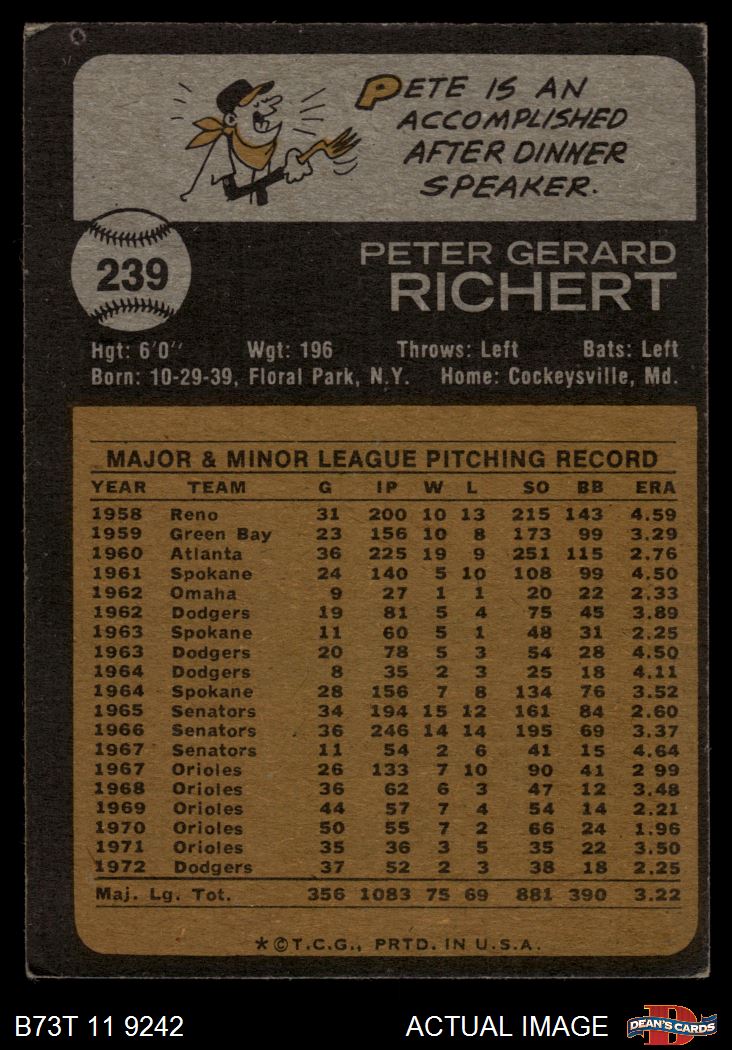 PETE IS AN
ACCOMPLISHED
AFTER DINNER
SPEAKER.
239
PETER GERARD
RICHERT
Hgt: 6'0" Wgt: 196 Throws: Left Bats: Left
Born: 10-29-39, Floral Park, N.Y. Home: Cockeysville, Md.
MAJOR & MINOR LEAGUE PITCHING RECORD
YEAR TEAM G IP W L SO BB ERA
1958 Reno 31 200 10 13 215 143 4.59
1959 Green Bay 23 156 10 8 173 99 3.29
1960 Atlanta 36 225 19 9 251 115 2.76
1961 Spokane 24 140 5 10 108 99 4.50
1962 Omaha 9 27 1 1 20 22 2.33
1962 Dodgers 19 81 5 4 75 45 3.89
1963 Spokane 11 60 5 1 48 31 2.25
1963 Dodgers 20 78 5 3 54 28 4.50
1964 Dodgers 8 35 2 3 25 18 4.11
1964 Spokane 28 156 7 8 134 76 3.52
1965 Senators 34 194 15 12 161 84 2.60
1966 Senators 36 246 14 14 195 69 3.37
1967 Senators 11 54 2 6 41 15 4.64
1967 Orioles 26 133 7 10 90 41 2 99
1968 Orioles 36 62 6 3 47 12 3.48
1969 Orioles 44 57 7 4 54 14 2.21
1970 Orioles 50 55 7 2 66 24 1.96
1971 Orioles 35 36 3 5 35 22 3.50
1972 Dodgers 37 52 2 3 38 18 2.25
Maj. Lg. Tot. 356 1083 75 69 881 390 3.22
*©T.C.G., PRTD. IN U.S.A.
B73T 11 9242 ACTUAL IMAGE D DEAN'S CARDS